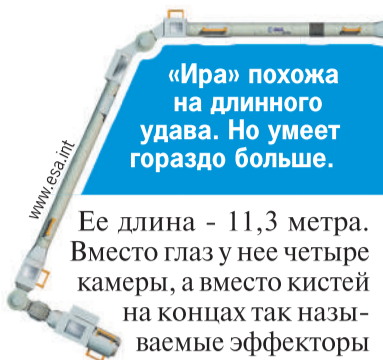 «Ира» похожа
на длинного
удава. Но умеет
гораздо больше.
www.esa.int
Ее длина - 11,3 метра.
Вместо глаз у нее четыре
камеры, а вместо кистей
на концах так назы-
ваемые эффекторы